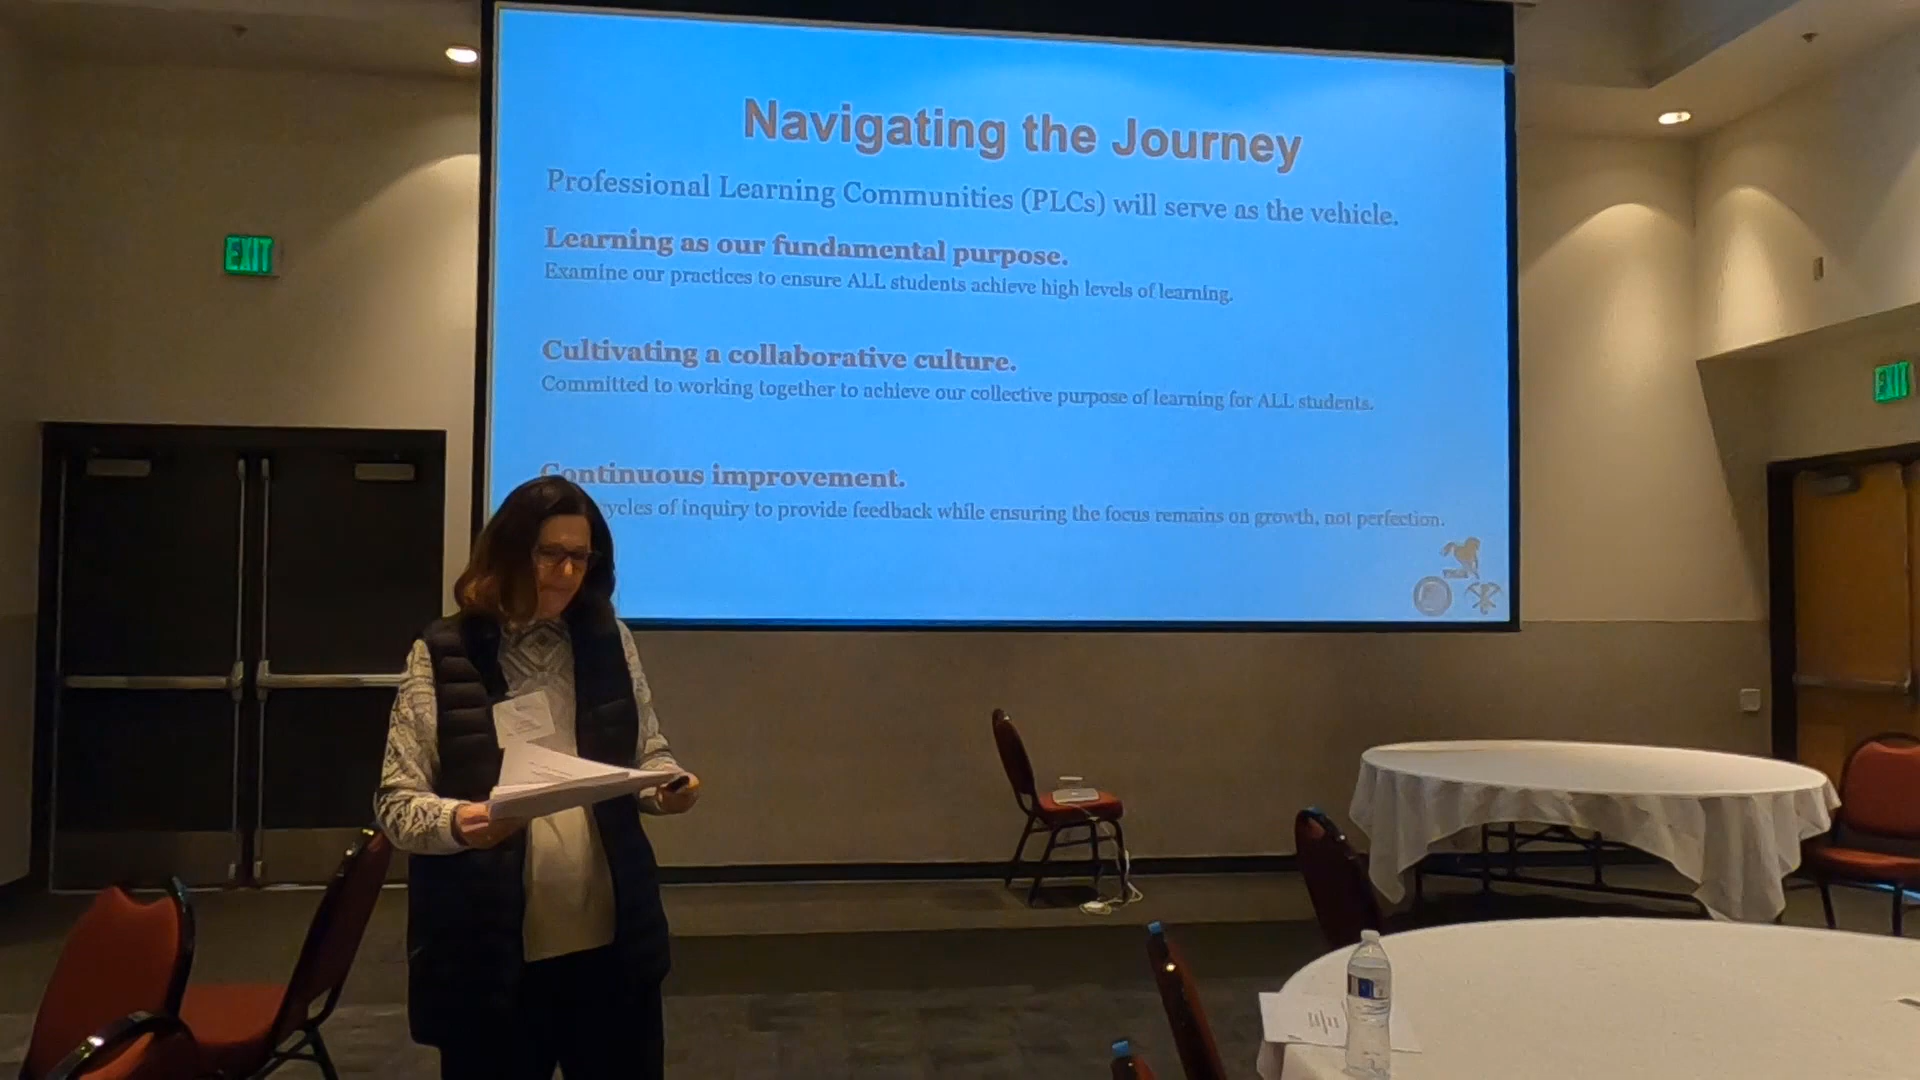 Navigating the Journey
Professional Learning Communities (PLCs) will serve as the vehicle.
Learning as our fundamental purpose.
Examine our practices to ensure ALL students achieve high levels of learning.
Cultivating a collaborative culture.
Committed to working together to achieve our collective purpose of learning for ALL students.
Continuous improvement.
ycles of inquiry to provide feedback while ensuring the focus remains on growth, not perfection.
EXIT
EXIT